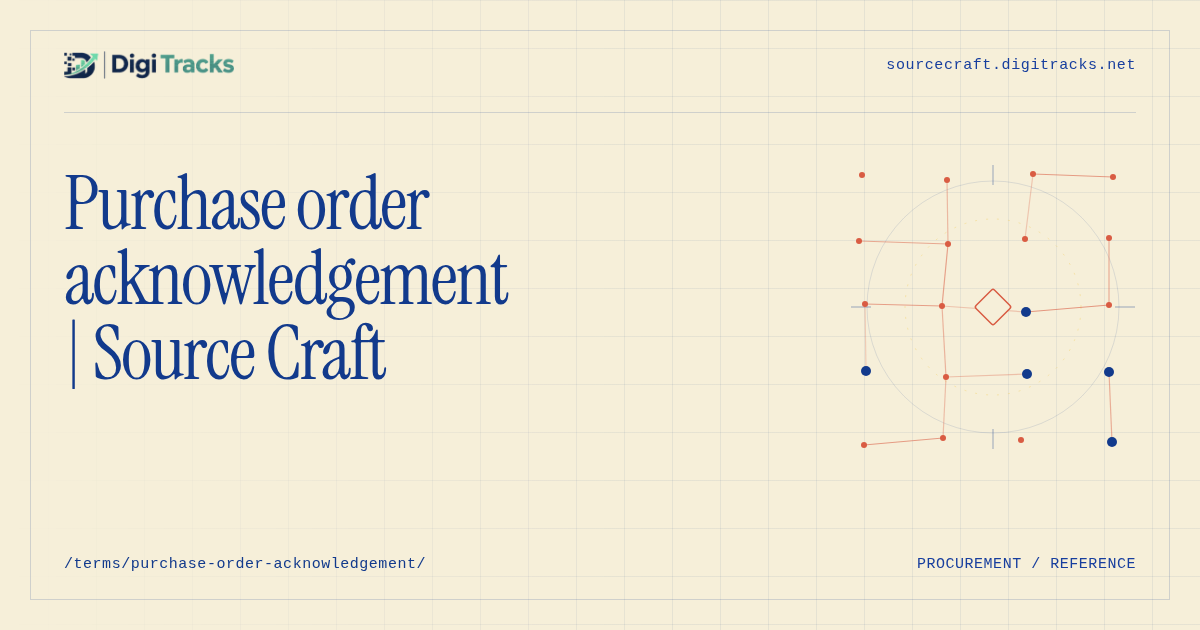 Digi Tracks
sourcecraft.digitracks.net
Purchase order
acknowledgement
| Source Craft
/terms/purchase-order-acknowledgement/
PROCUREMENT / REFERENCE